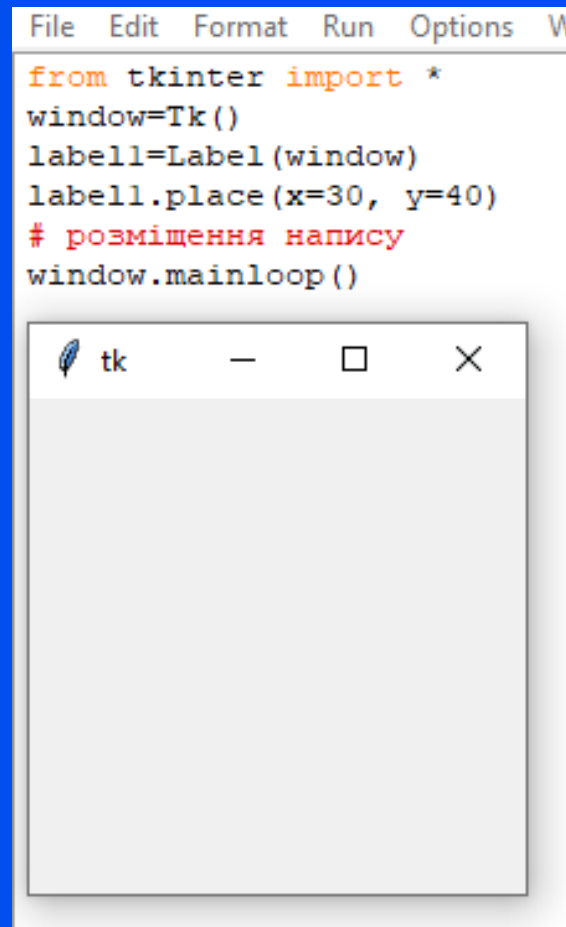 File Edit Format Run Options W
from tkinter import *
window=Tk()
label1=Label(window)
label1.place(x=30, y=40)
# розміщення напису
window.mainloop()
tk